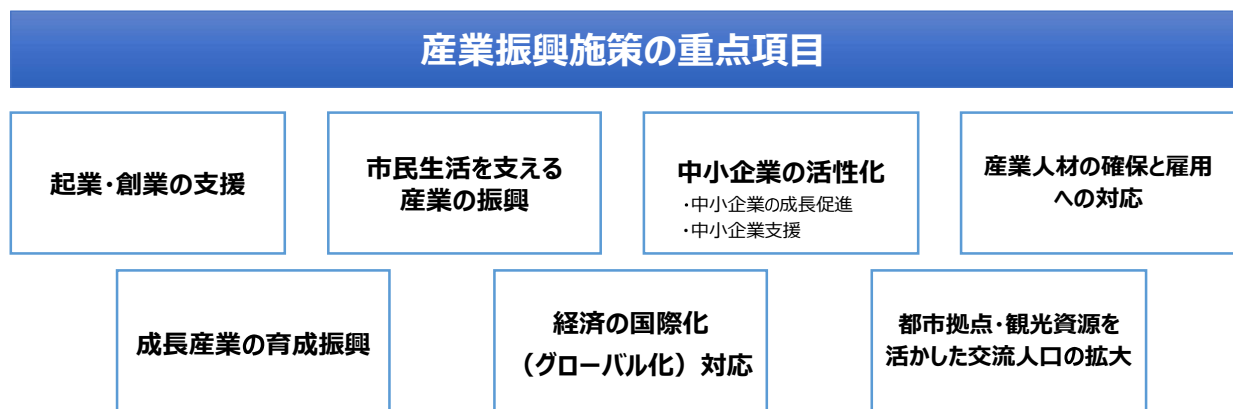 産業振興施策の重点項目
起業・創業の支援
市民生活を支える
産業の振興
中小企業の活性化
・中小企業の成長促進
・中小企業支援
産業人材の確保と雇用
への対応
成長産業の育成振興
経済の国際化
（グローバル化）対応
都市拠点・観光資源を
活かした交流人口の拡大